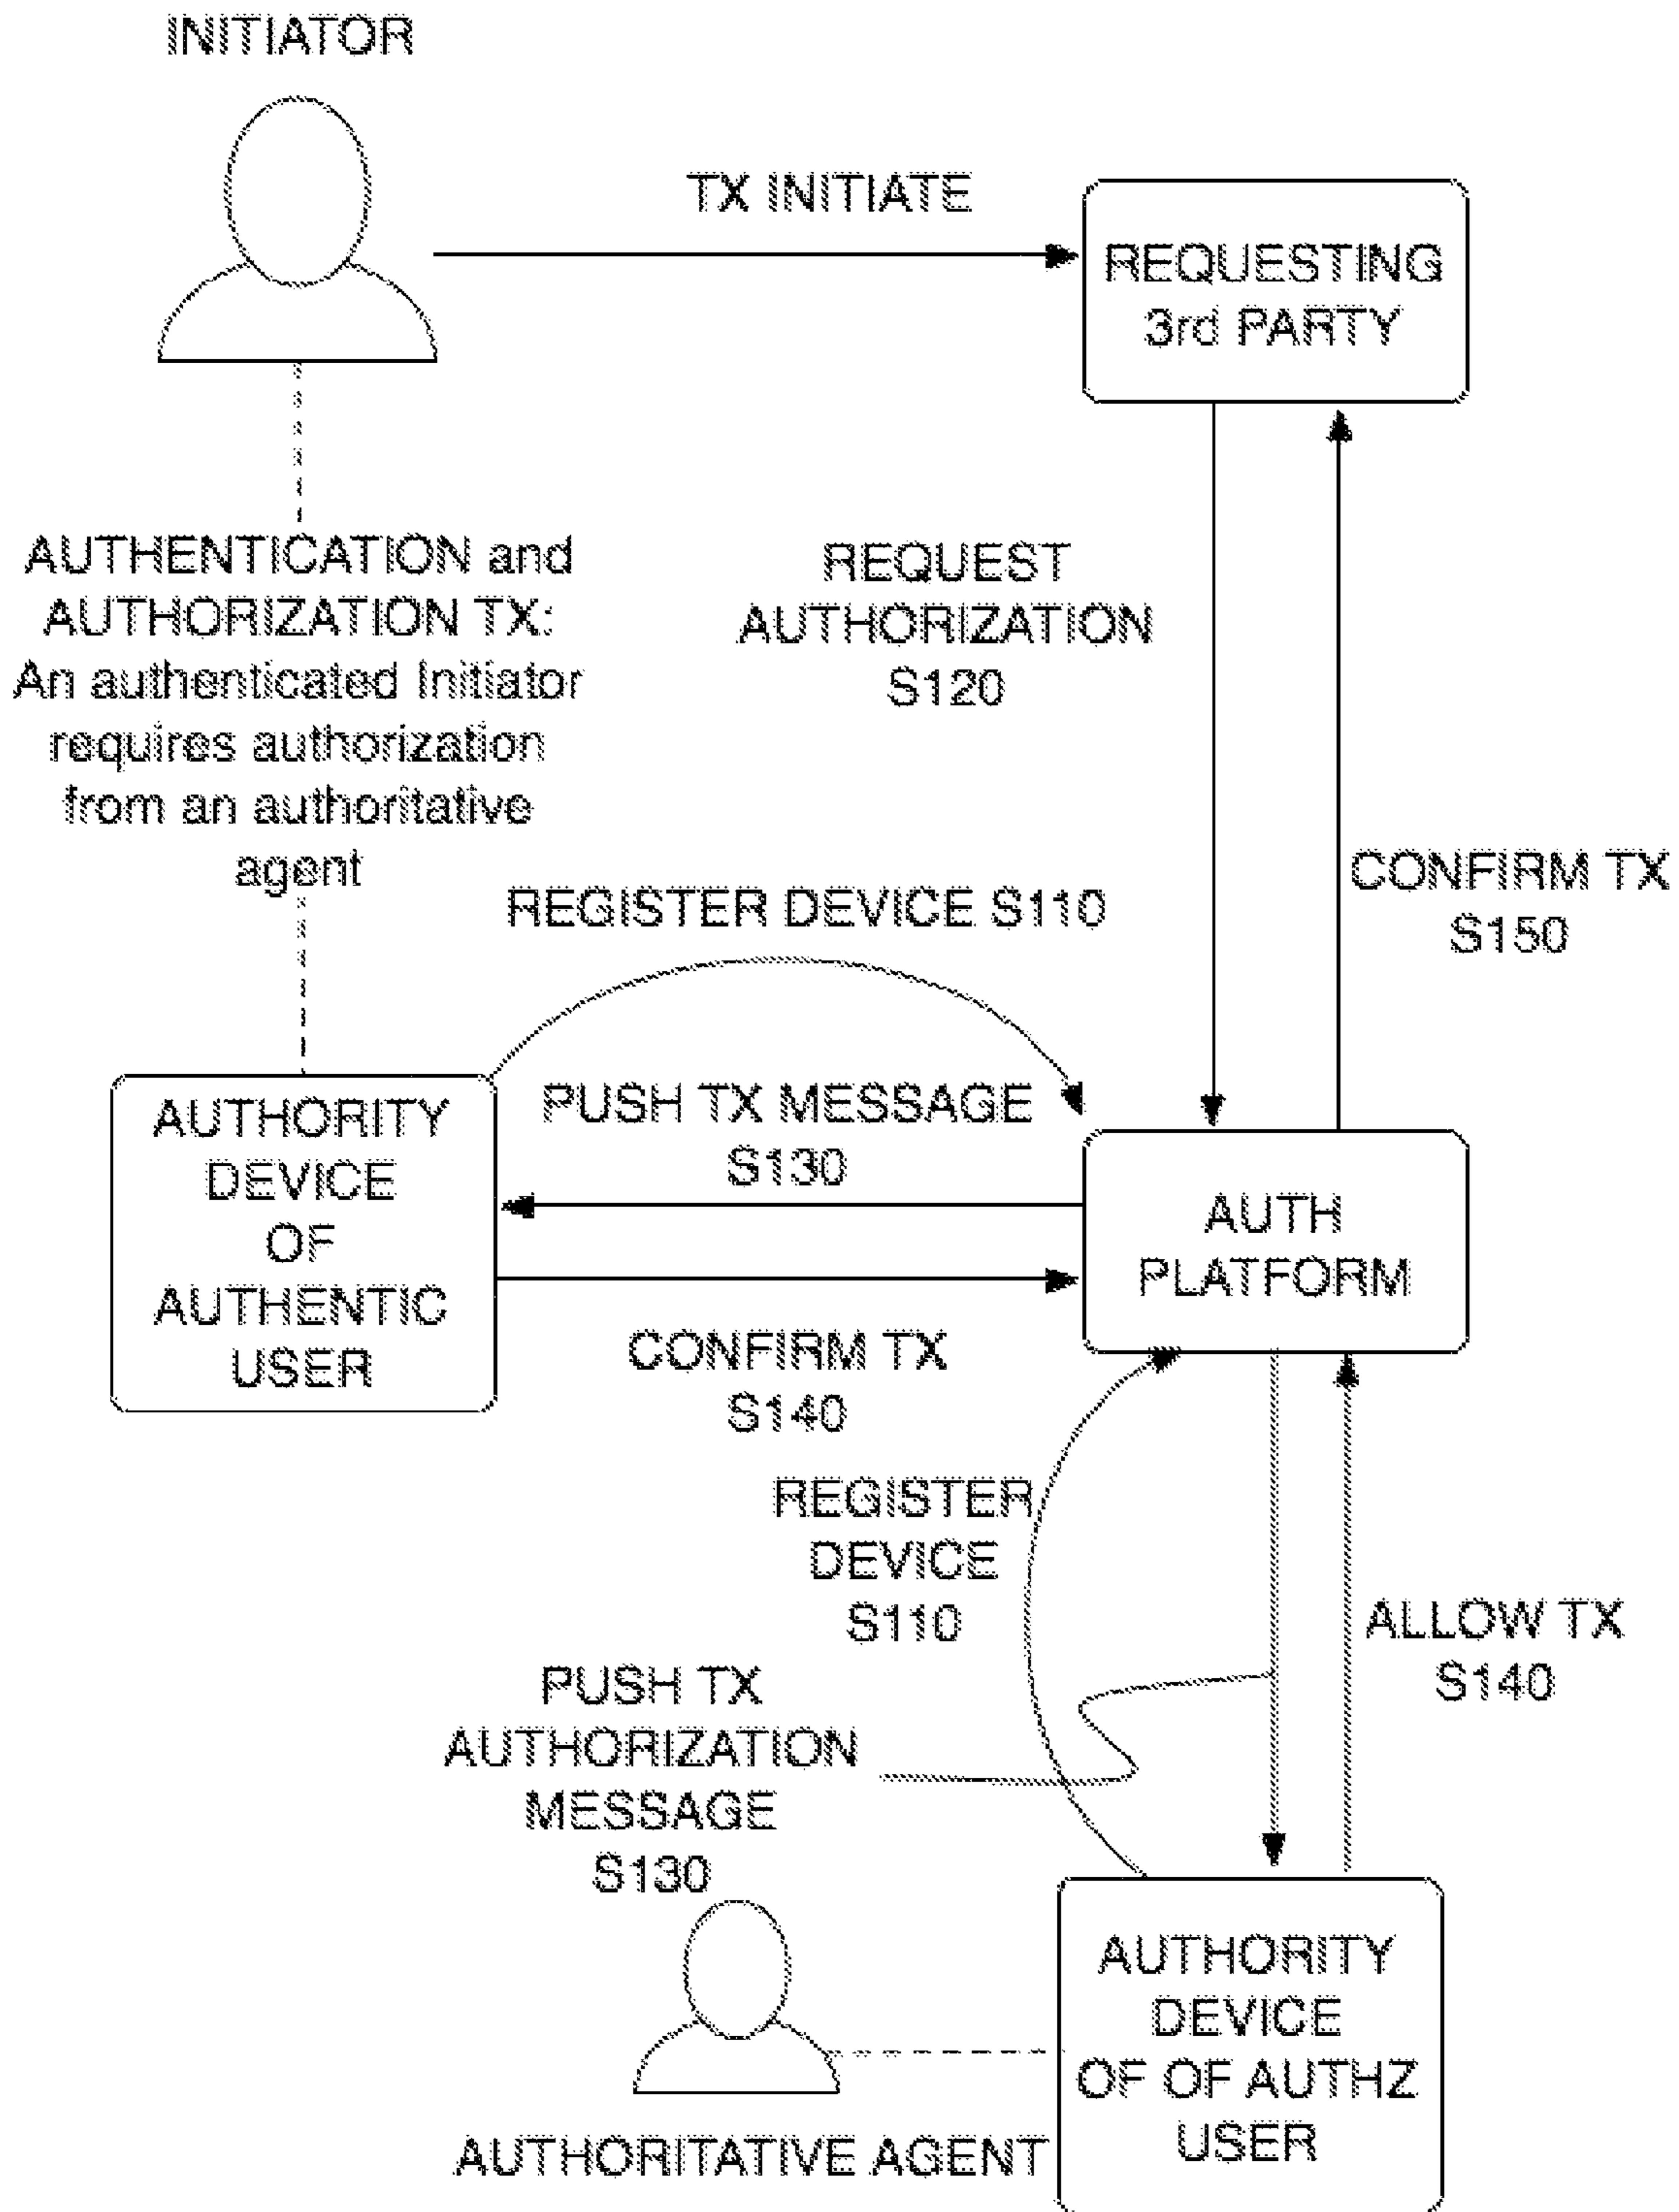 INITIATOR
TX INITIATE
REQUESTING
3rd PARTY
AUTHENTICATION and
AUTHORIZATION TX:
An authenticated Initiator
requires authorization
from an authoritative
agent
REQUEST
AUTHORIZATION
S120
CONFIRM TX
S150
REGISTER DEVICE S110
AUTHORITY
DEVICE
OF
AUTHENTIC
USER
PUSH TX MESSAGE
S130
AUTH
PLATFORM
CONFIRM TX
S140
REGISTER
DEVICE
S110
ALLOW TX
S140
PUSH TX
AUTHORIZATION
MESSAGE
S130
AUTHORITY
DEVICE
OF OF AUTHZ
USER
AUTHORITATIVE AGENT